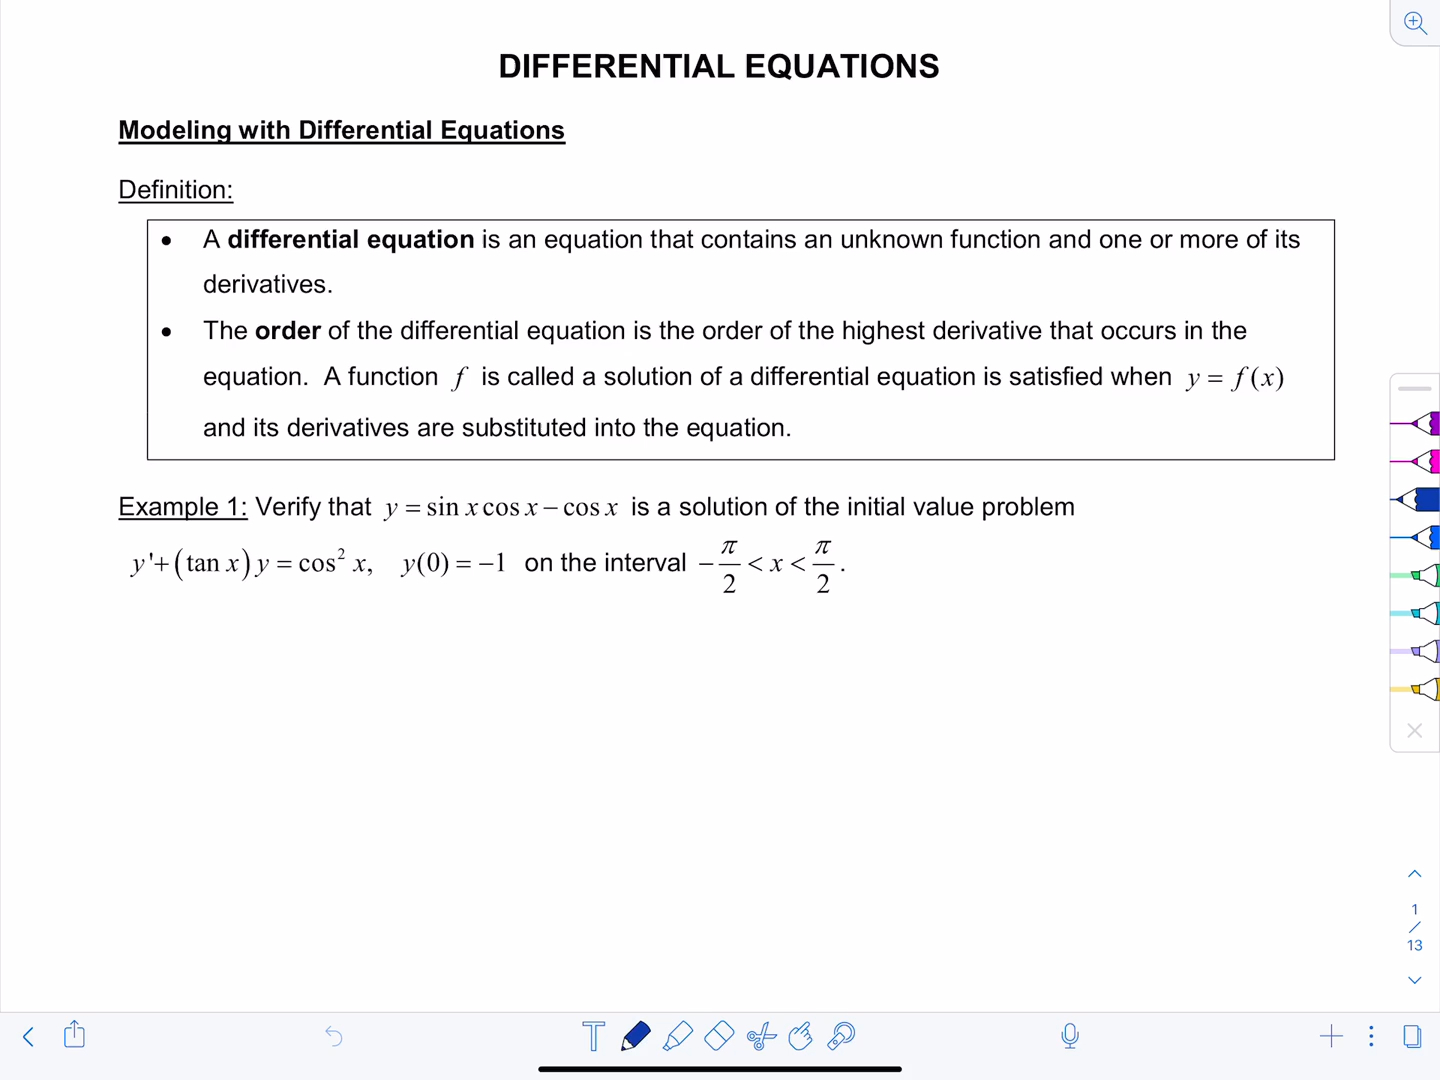 DIFFERENTIAL EQUATIONS
Modeling with Differential Equations
Definition:
• A differential equation is an equation that contains an unknown function and one or more of its
derivatives.
• The order of the differential equation is the order of the highest derivative that occurs in the
equation. A function f is called a solution of a differential equation is satisfied when y = f(x)
and its derivatives are substituted into the equation.
Example 1: Verify that y = sin x cos x − cos x is a solution of the initial value problem
y'+(tan x)y = cos² x, y(0) = −1 on the interval −π/2 < x < π/2.
1
/
13
T